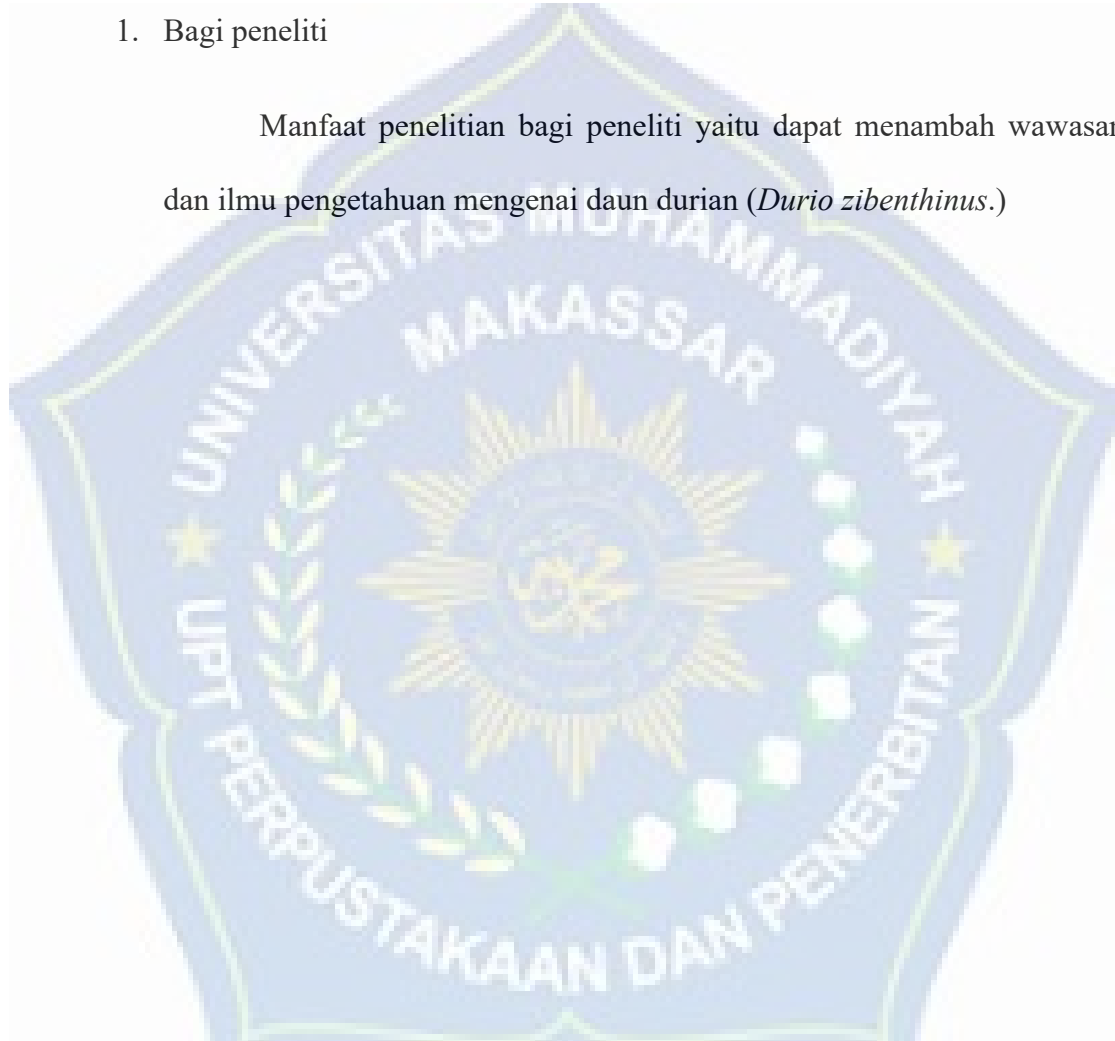 1. Bagi peneliti
Manfaat penelitian bagi peneliti yaitu dapat menambah wawasan
dan ilmu pengetahuan mengenai daun durian (Durio zibenthinus.)
UNIVERSITAS MUHAMMADIYAH
MAKASSAR
UPT PERPUSTAKAAN DAN PENERBITAN